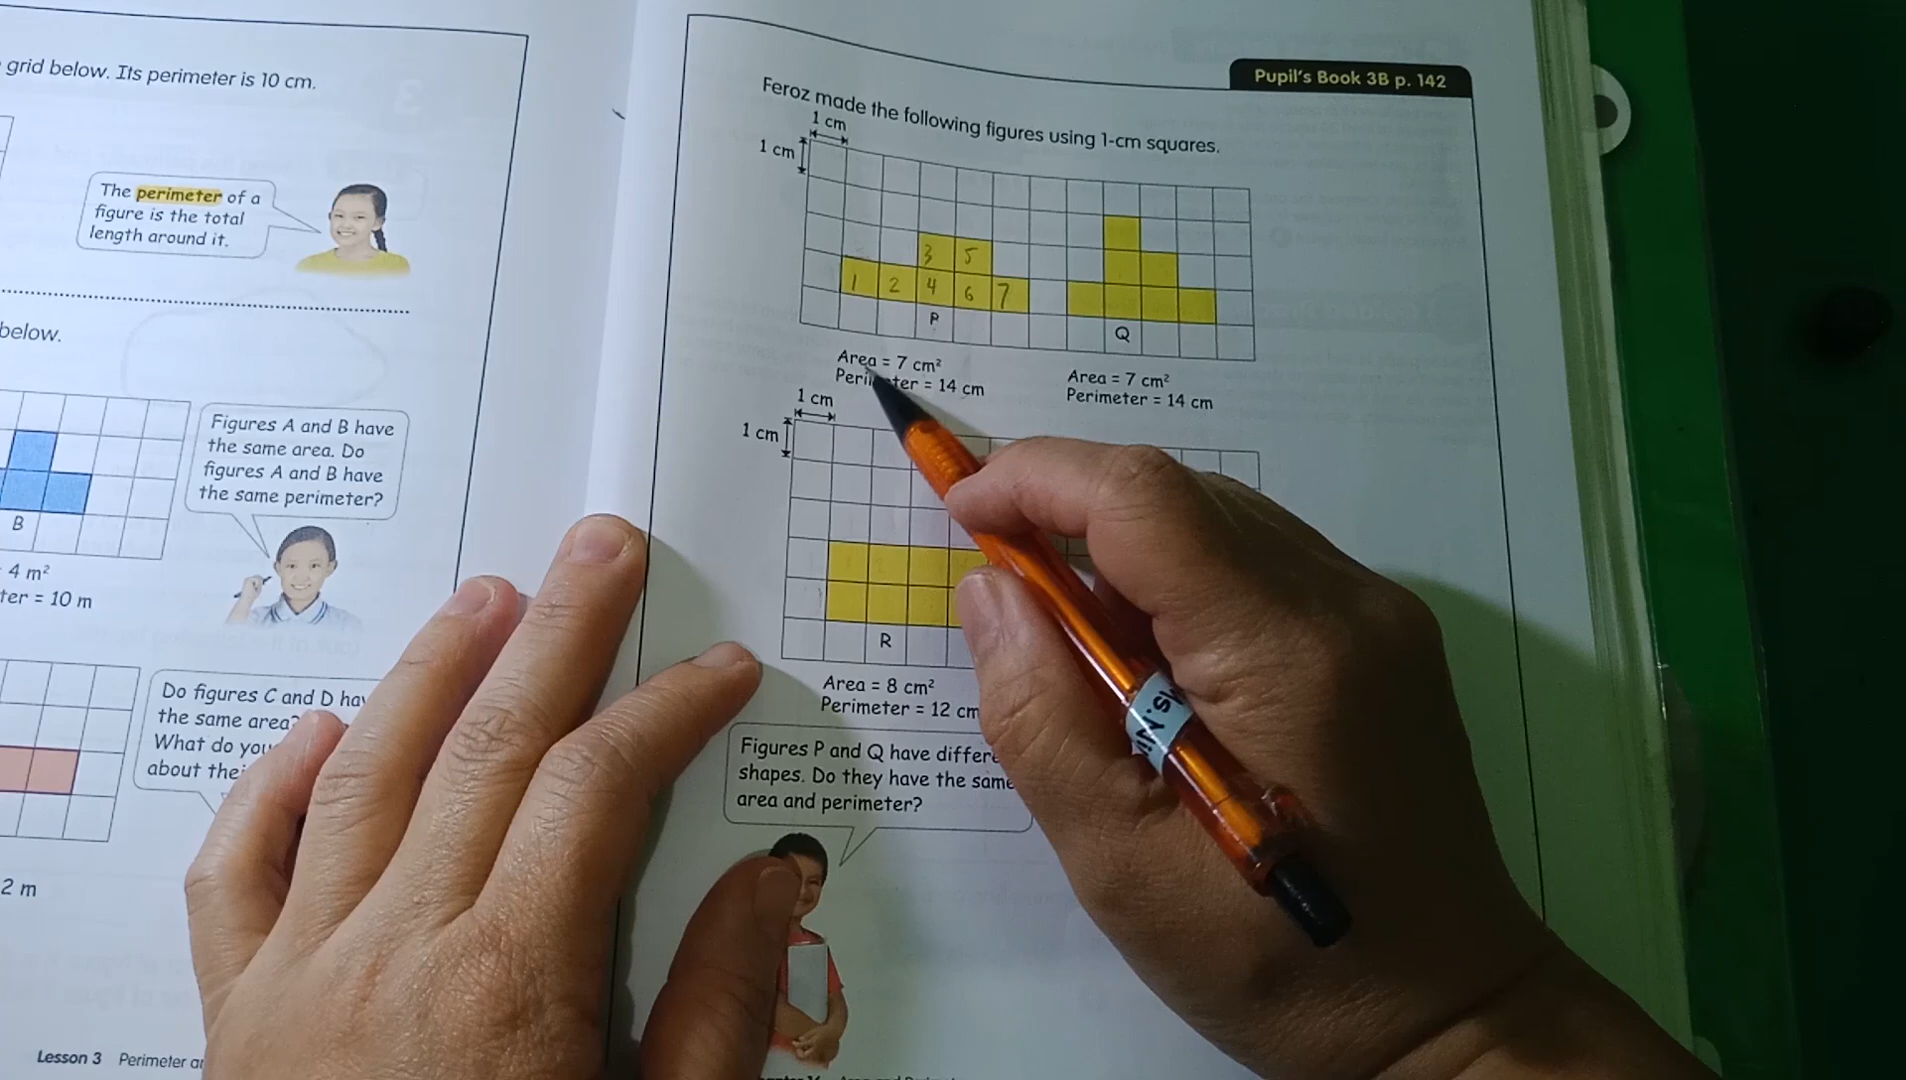 grid below. Its perimeter is 10 cm.
The perimeter of a
figure is the total
length around it.
below.
Figures A and B have
the same area. Do
figures A and B have
the same perimeter?
B
4 m²
ter = 10 m
Do figures C and D hav
the same area?
What do you
about thei
2 m
Lesson 3 Perimeter a
Pupil's Book 3B p. 142
Feroz made the following figures using 1-cm squares.
1 cm
1 cm
3 5
1 2 4 6 7
P
Q
Area = 7 cm²
Perimeter = 14 cm
Area = 7 cm²
Perimeter = 14 cm
1 cm
1 cm
R
Area = 8 cm²
Perimeter = 12 cm
Figures P and Q have differe
shapes. Do they have the same
area and perimeter?